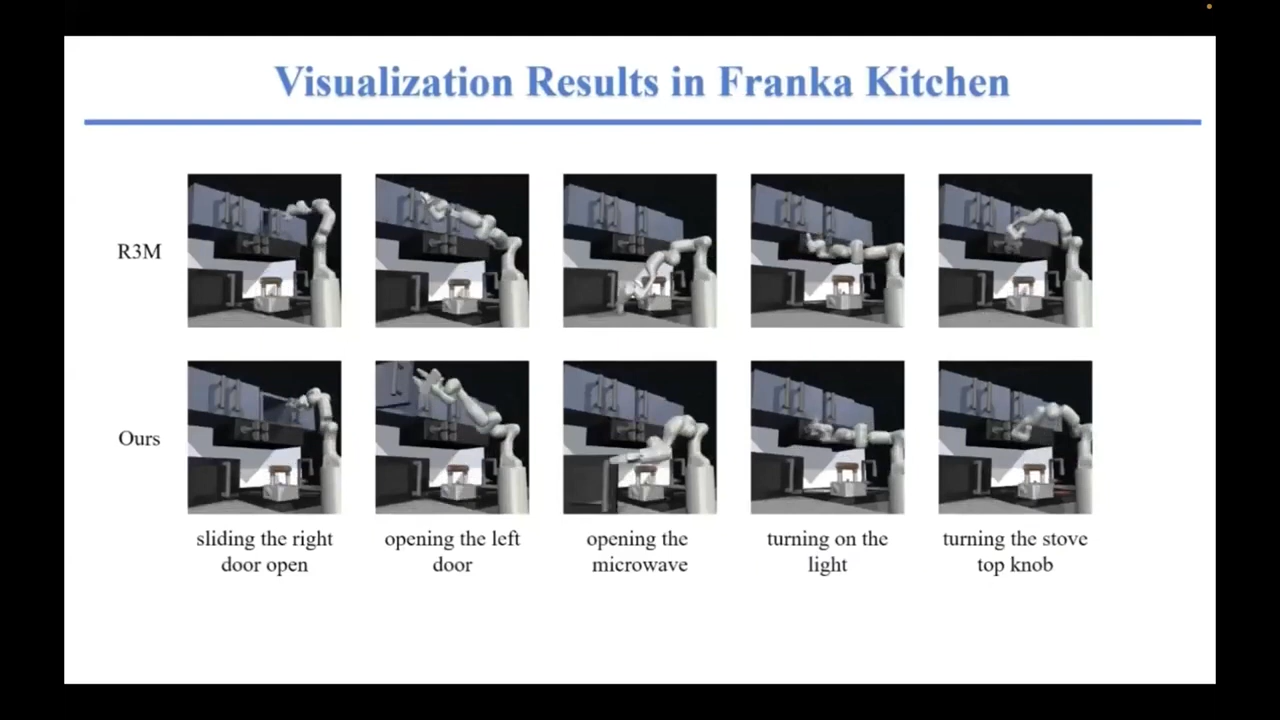 Visualization Results in Franka Kitchen
R3M
Ours
sliding the right
door open
opening the left
door
opening the
microwave
turning on the
light
turning the stove
top knob